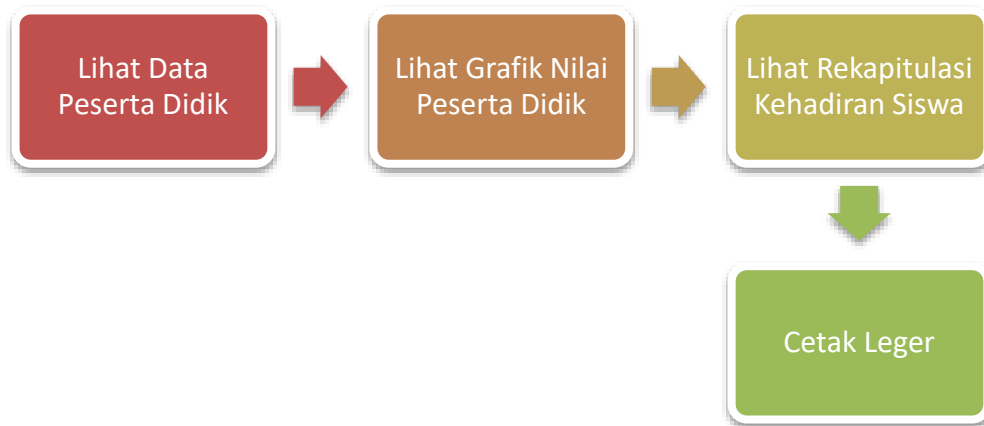 Lihat Data
Peserta Didik
Lihat Grafik Nilai
Peserta Didik
Lihat Rekapitulasi
Kehadiran Siswa
Cetak Leger